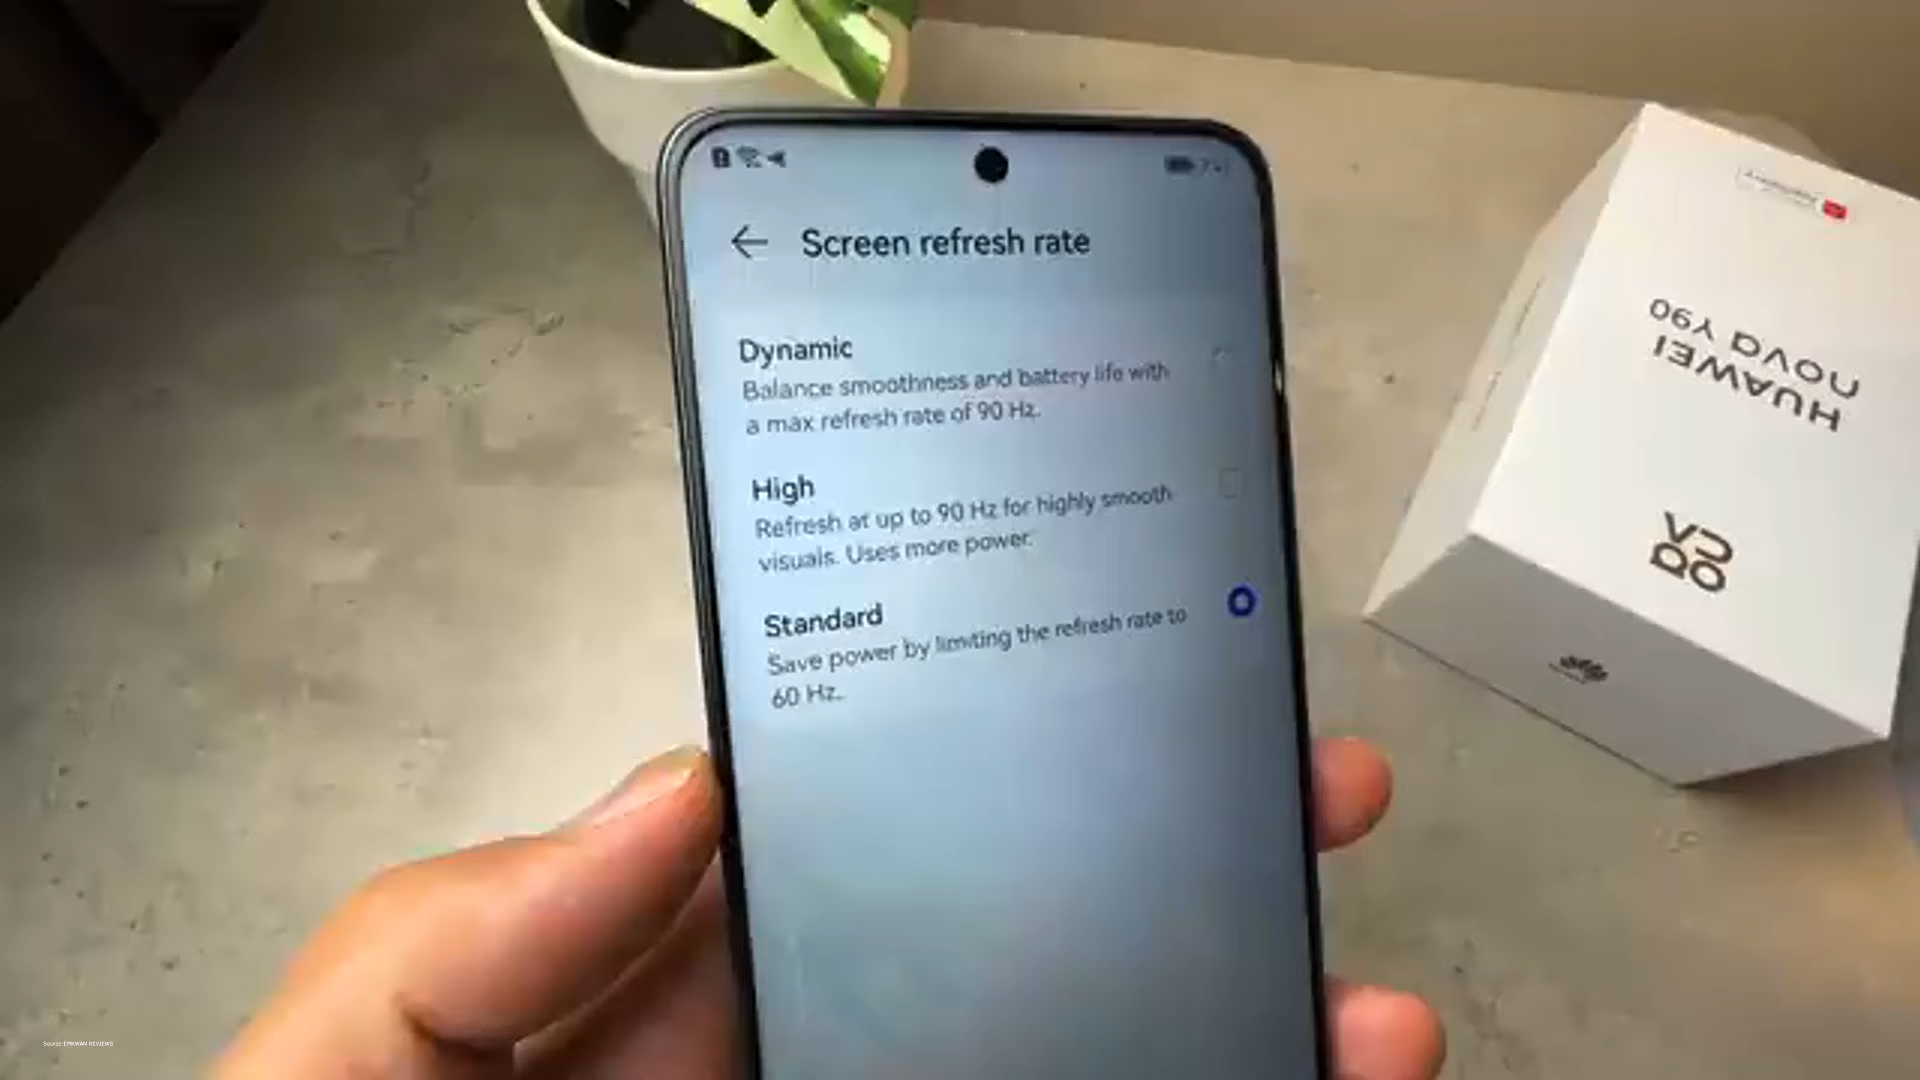 Screen refresh rate
Dynamic
Balance smoothness and battery life with
a max refresh rate of 90 Hz.
High
Refresh at up to 90 Hz for highly smooth
visuals. Uses more power.
Standard
Save power by limiting the refresh rate to
60 Hz.
HUAWEI
nova Y90
Source:EMKWAN REVIEWS